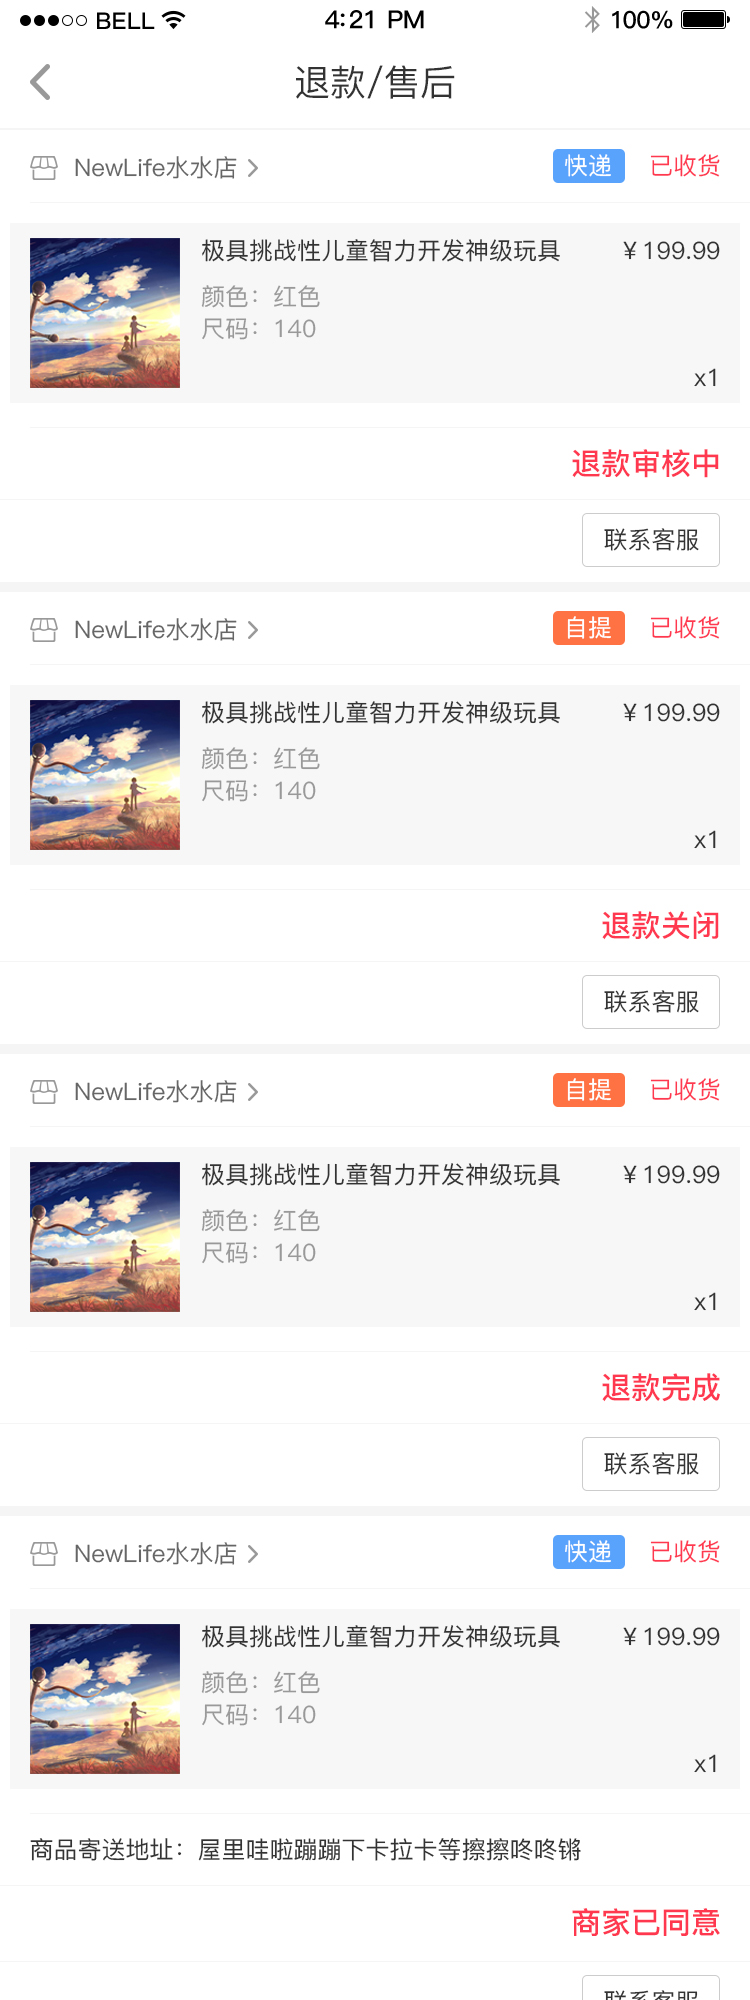 BELL 4:21 PM 100%
退款/售后
NewLife水水店 快递 已收货
极具挑战性儿童智力开发神级玩具 ¥199.99
颜色：红色
尺码：140
x1
退款审核中
联系客服
NewLife水水店 自提 已收货
极具挑战性儿童智力开发神级玩具 ¥199.99
颜色：红色
尺码：140
x1
退款关闭
联系客服
NewLife水水店 自提 已收货
极具挑战性儿童智力开发神级玩具 ¥199.99
颜色：红色
尺码：140
x1
退款完成
联系客服
NewLife水水店 快递 已收货
极具挑战性儿童智力开发神级玩具 ¥199.99
颜色：红色
尺码：140
x1
商品寄送地址：屋里哇啦蹦蹦下卡拉卡等擦擦咚咚锵
商家已同意
联系客服